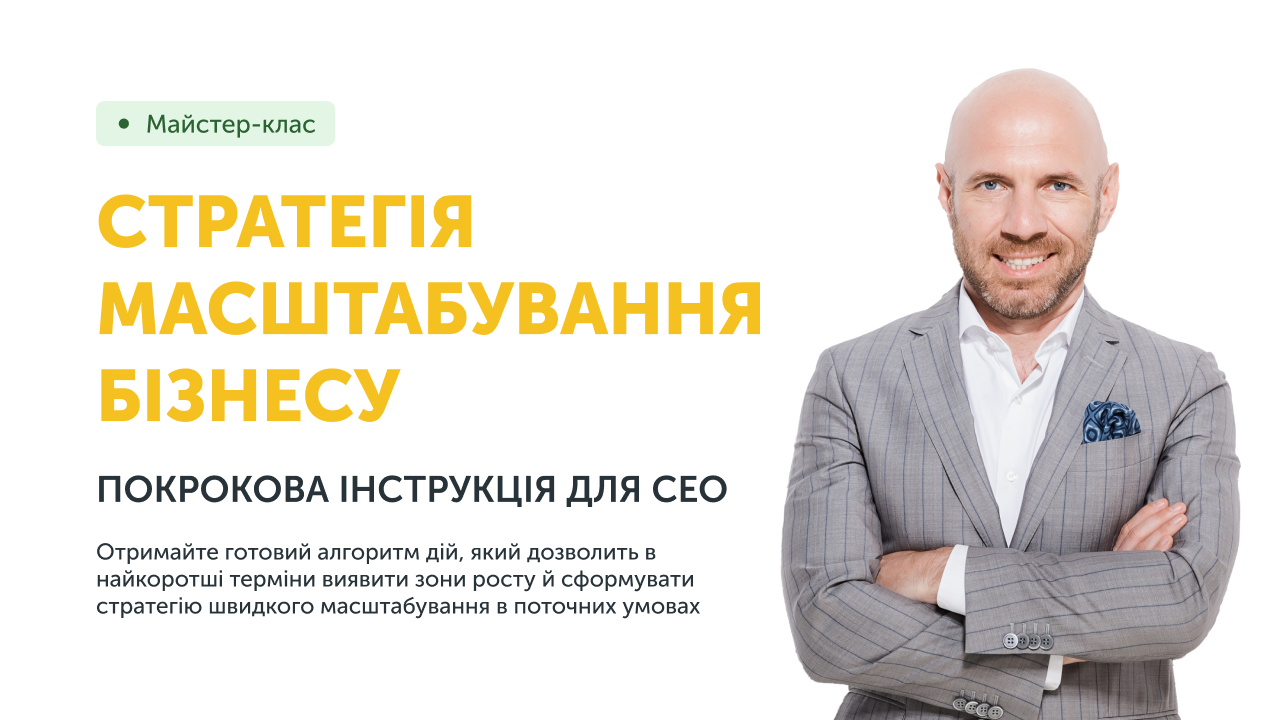 Майстер-клас
СТРАТЕГІЯ
МАСШТАБУВАННЯ
БІЗНЕСУ
ПОКРОКОВА ІНСТРУКЦІЯ ДЛЯ СЕО
Отримайте готовий алгоритм дій, який дозволить в
найкоротші терміни виявити зони росту й сформувати
стратегію швидкого масштабування в поточних умовах